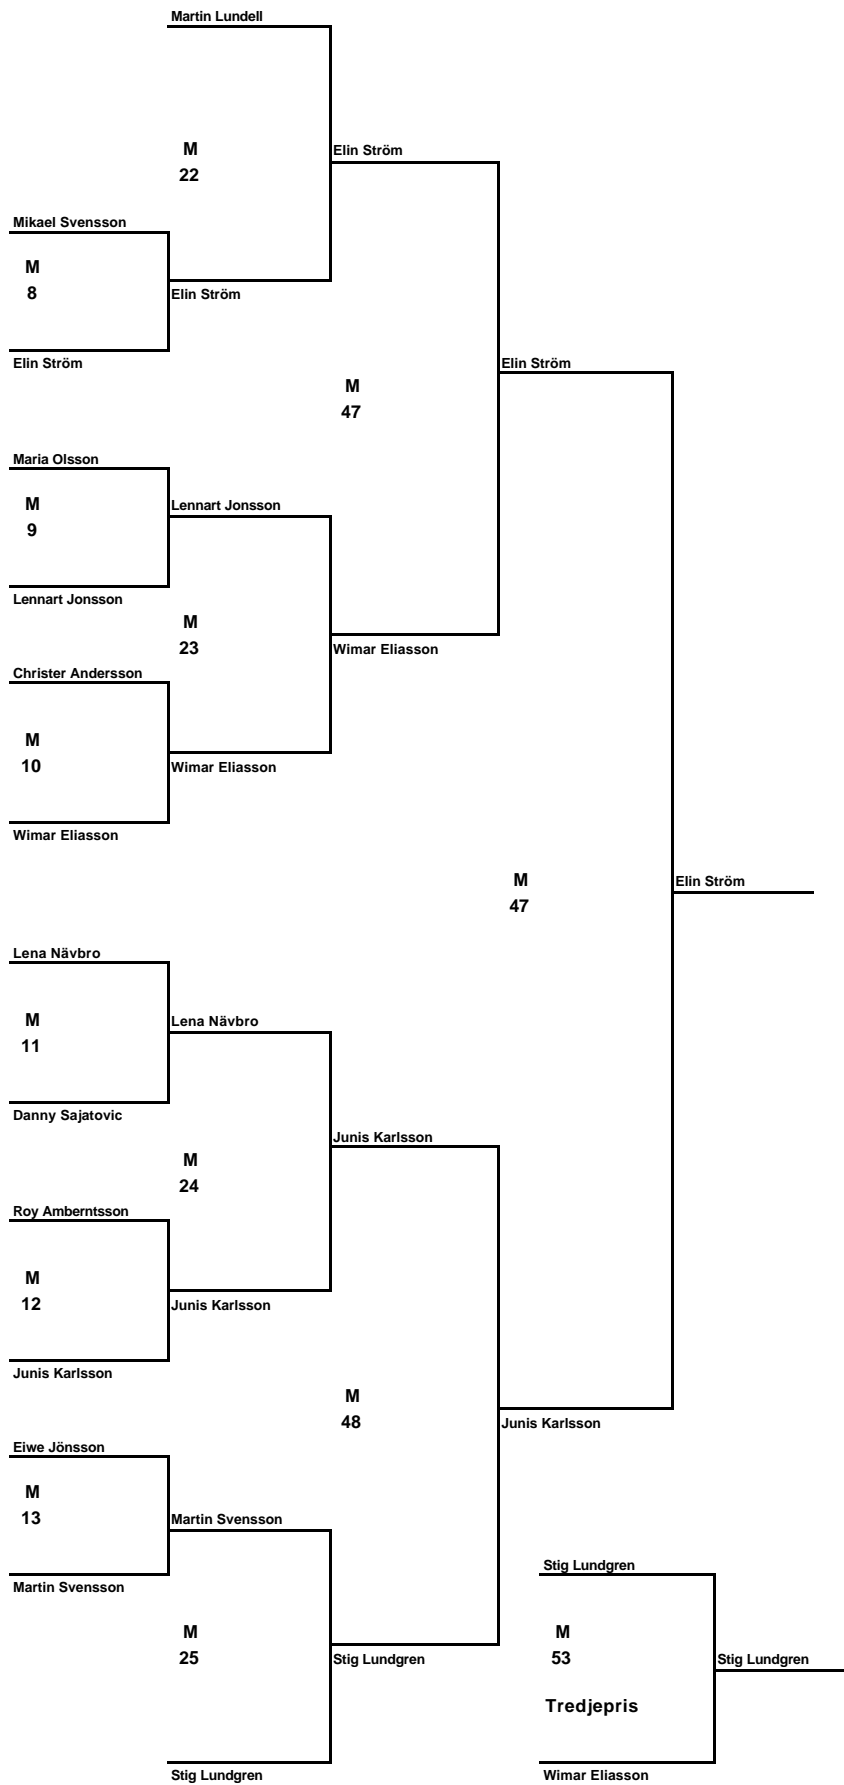 Martin Lundell
M
22
Elin Ström
Mikael Svensson
M
8
Elin Ström
Elin Ström
Elin Ström
M
47
Maria Olsson
M
9
Lennart Jonsson
Lennart Jonsson
M
23
Wimar Eliasson
Christer Andersson
M
10
Wimar Eliasson
Wimar Eliasson
M
47
Elin Ström
Lena Nävbro
M
11
Lena Nävbro
Danny Sajatovic
M
24
Junis Karlsson
Roy Amberntsson
M
12
Junis Karlsson
Junis Karlsson
M
48
Junis Karlsson
Eiwe Jönsson
M
13
Martin Svensson
Martin Svensson
M
25
Stig Lundgren
Stig Lundgren
Stig Lundgren
M
53
Stig Lundgren
Tredjepris
Wimar Eliasson